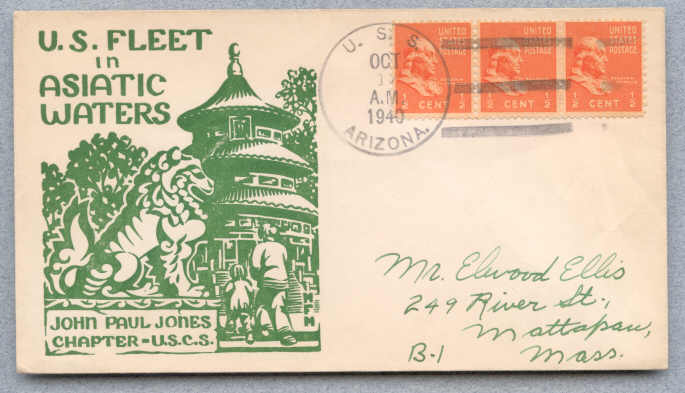 U.S. FLEET
in
ASIATIC
WATERS
JOHN PAUL JONES
CHAPTER-U.S.C.S.
U. S. S.
OCT
A.M.
1940
ARIZONA.
UNITED
STATES
POSTAGE
1/2 CENT 1/2
UNITED
STATES
POSTAGE
1/2 CENT 1/2
UNITED
STATES
POSTAGE
1/2 CENT 1/2
Mr. Elwood Ellis
249 River St.,
Mattapan,
B-1 Mass.